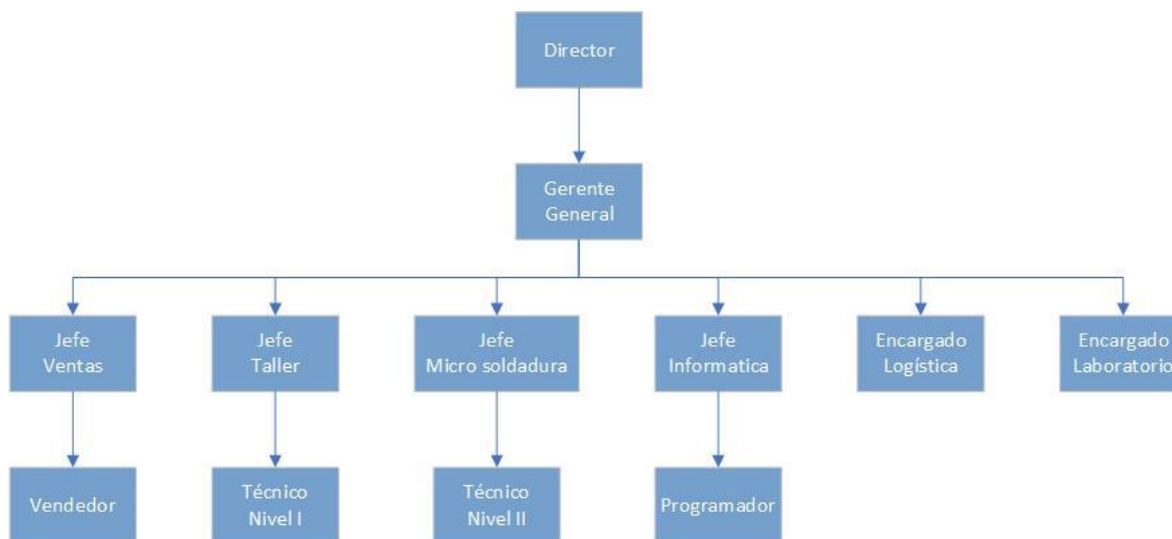 Director
Gerente
General
Jefe
Ventas
Jefe
Taller
Jefe
Micro soldadura
Jefe
Informatica
Encargado
Logística
Encargado
Laboratorio
Vendedor
Técnico
Nivel I
Técnico
Nivel II
Programador